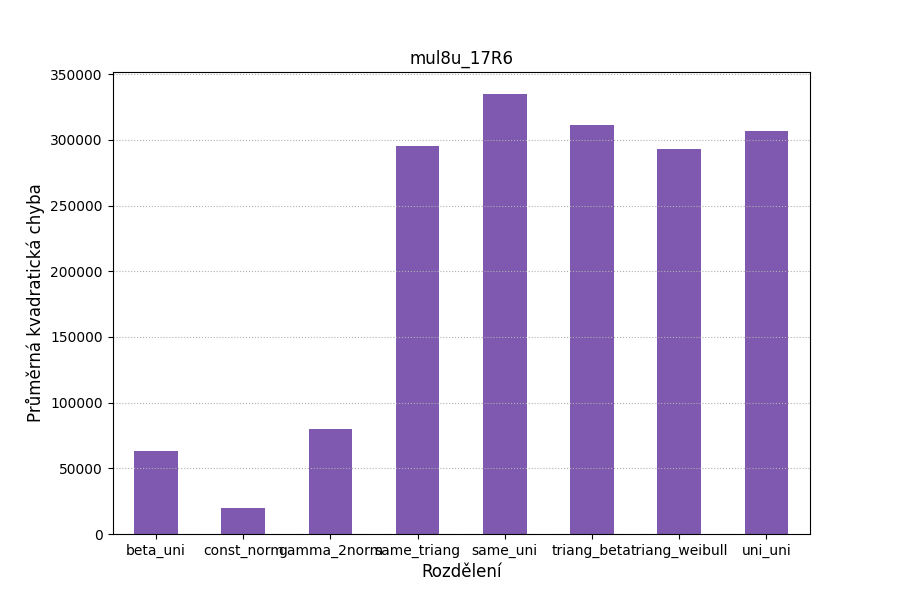 mul8u_17R6
350000
300000
250000
200000
150000
100000
50000
0
Průměrná kvadratická chyba
beta_uni const_norm gamma_2norm same_triang same_uni triang_beta triang_weibull uni_uni
Rozdělení